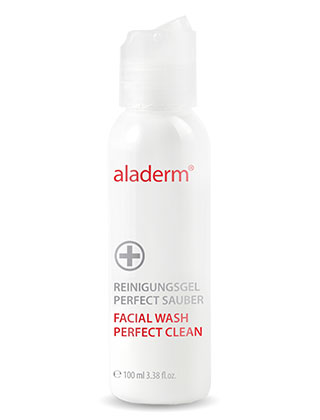 aladerm®
REINIGUNGSGEL
PERFECT SAUBER
FACIAL WASH
PERFECT CLEAN
℮ 100 ml 3.38 fl.oz.